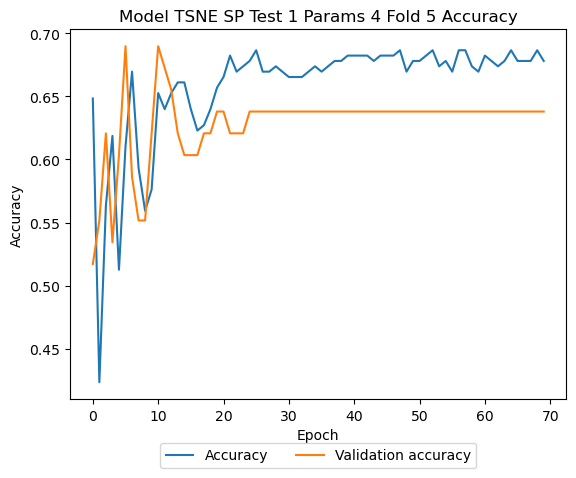 Model TSNE SP Test 1 Params 4 Fold 5 Accuracy
0.70
0.65
0.60
0.55
0.50
0.45
Accuracy
0 10 20 30 40 50 60 70
Epoch
Accuracy Validation accuracy